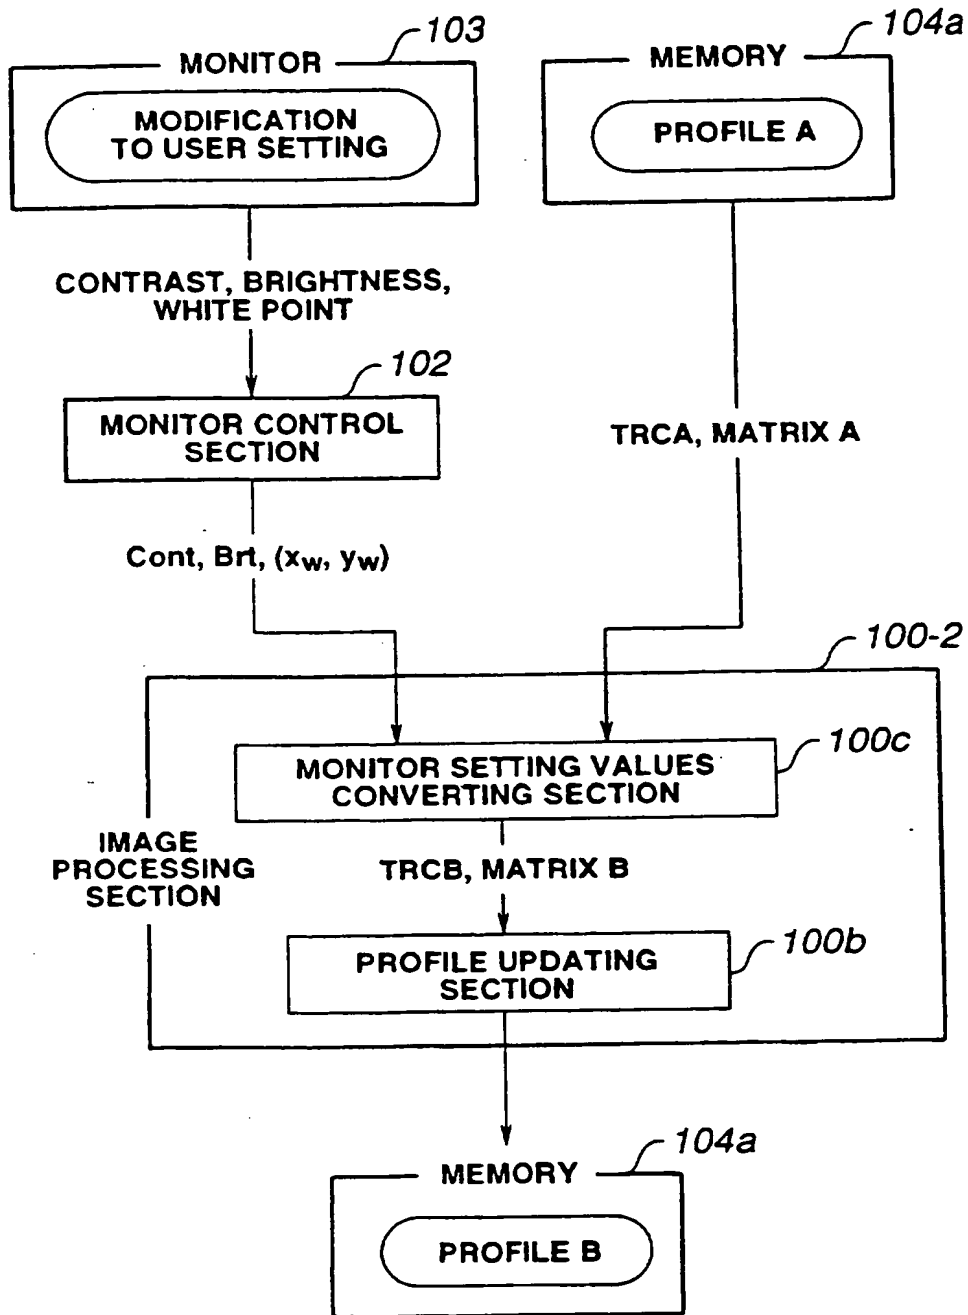 103
MONITOR
MODIFICATION
TO USER SETTING
104a
MEMORY
PROFILE A
CONTRAST, BRIGHTNESS,
WHITE POINT
102
MONITOR CONTROL
SECTION
TRCA, MATRIX A
Cont, Brt, (xw, yw)
100-2
100c
MONITOR SETTING VALUES
CONVERTING SECTION
IMAGE
PROCESSING
SECTION
TRCB, MATRIX B
100b
PROFILE UPDATING
SECTION
104a
MEMORY
PROFILE B